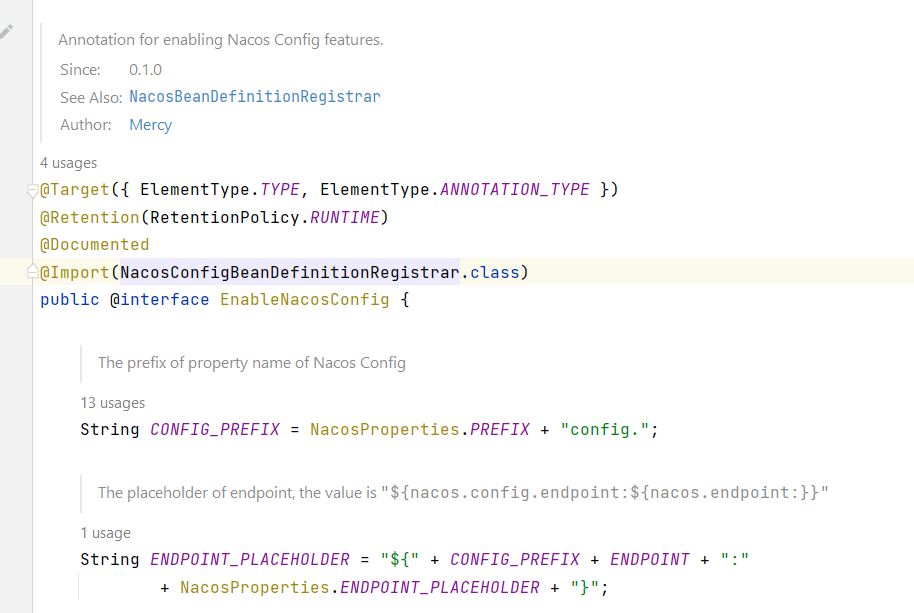 Annotation for enabling Nacos Config features.
Since: 0.1.0
See Also: NacosBeanDefinitionRegistrar
Author: Mercy
4 usages
@Target({ ElementType.TYPE, ElementType.ANNOTATION_TYPE })
@Retention(RetentionPolicy.RUNTIME)
@Documented
@Import(NacosConfigBeanDefinitionRegistrar.class)
public @interface EnableNacosConfig {
The prefix of property name of Nacos Config
13 usages
String CONFIG_PREFIX = NacosProperties.PREFIX + "config.";
The placeholder of endpoint, the value is "${nacos.config.endpoint:${nacos.endpoint:}}"
1 usage
String ENDPOINT_PLACEHOLDER = "${" + CONFIG_PREFIX + ENDPOINT + ":"
+ NacosProperties.ENDPOINT_PLACEHOLDER + "}";